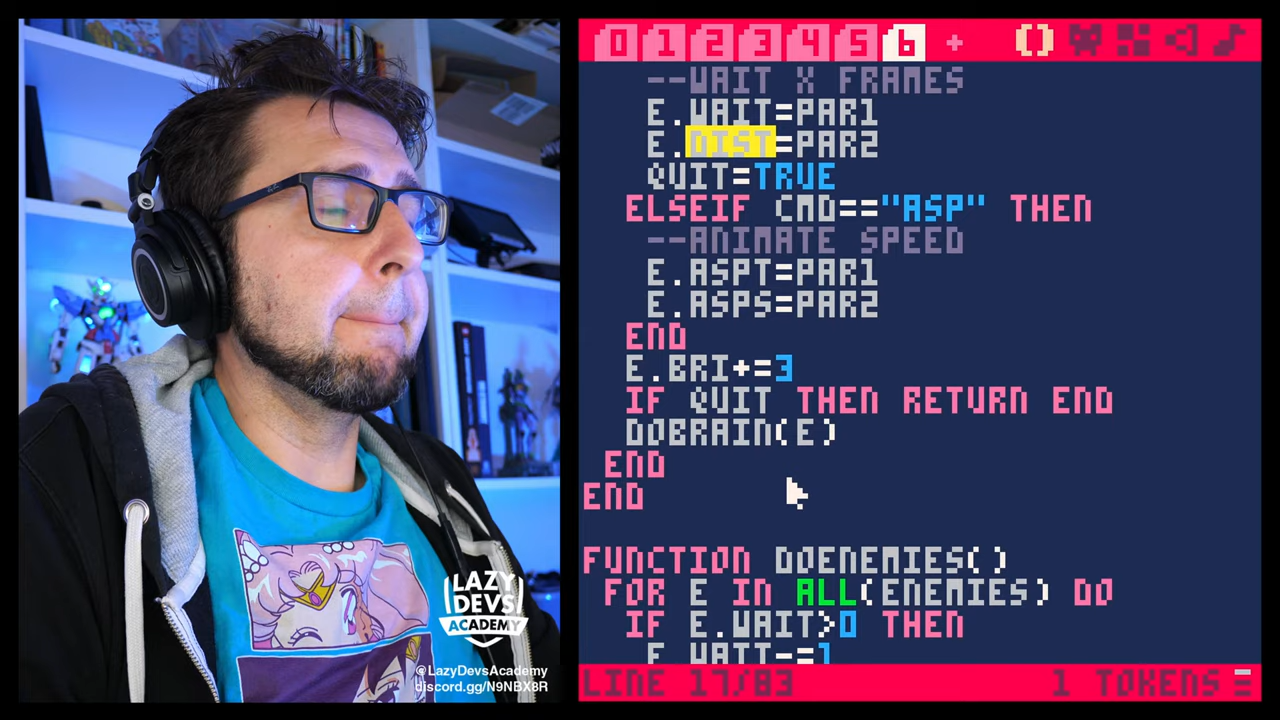 0 1 2 3 4 5 6 +
--WAIT X FRAMES
E.WAIT=PAR1
E.DIST=PAR2
QUIT=TRUE
ELSEIF CMD=="ASP" THEN
--ANIMATE SPEED
E.ASPT=PAR1
E.ASPS=PAR2
END
E.BRI+=3
IF QUIT THEN RETURN END
DOBRAIN(E)
END
END
FUNCTION DOENEMIES()
FOR E IN ALL(ENEMIES) DO
IF E.WAIT>0 THEN
E.WAIT-=1
LINE 17/83 1 TOKENS
LAZY
DEVS
ACADEMY
@LazyDevsAcademy
discord.gg/N9NBX8R